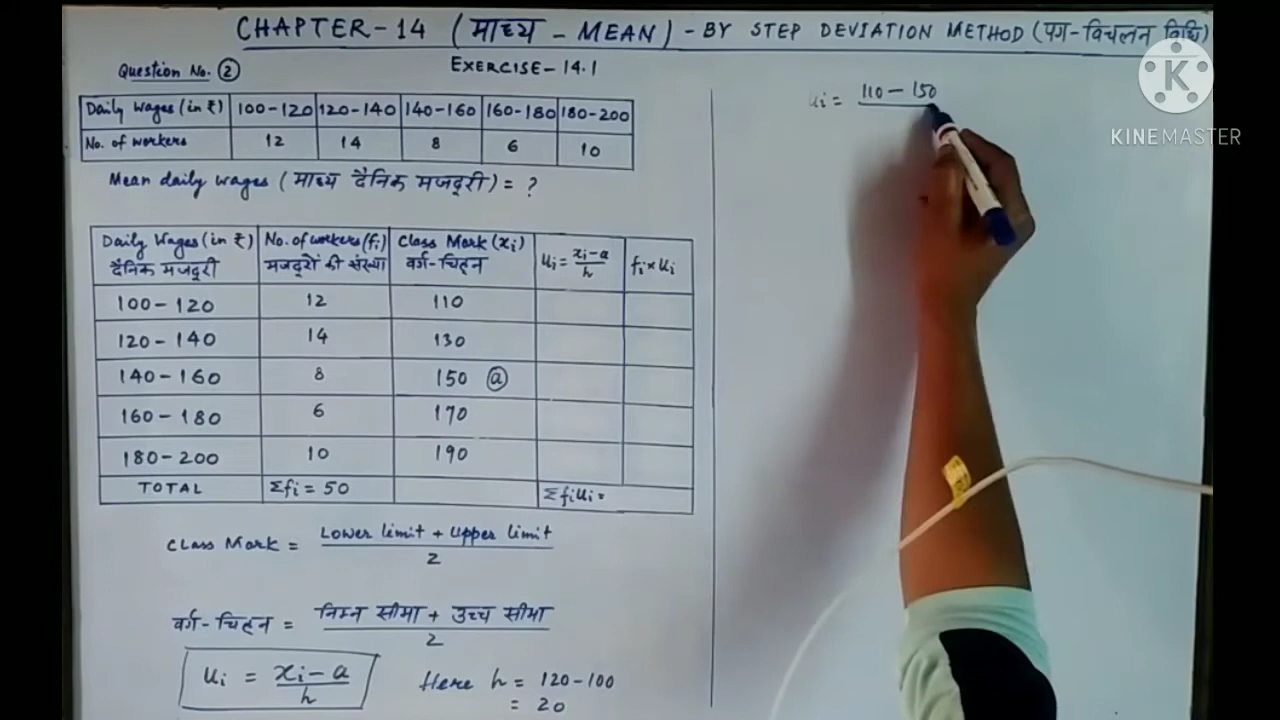 CHAPTER-14 (माध्य - MEAN) - BY STEP DEVIATION METHOD (पग-विचलन विधि)
EXERCISE-14.1
Question No. 2
Daily Wages (in ₹) 100-120 120-140 140-160 160-180 180-200
No. of workers 12 14 8 6 10
Mean daily wages (माध्य दैनिक मजदूरी) = ?
Daily Wages (in ₹) दैनिक मजदूरी No. of workers (fi) मजदूरों की संख्या Class Mark (xi) वर्ग-चिह्न ui = xi-a/h fi × ui
100-120 12 110
120-140 14 130
140-160 8 150 a
160-180 6 170
180-200 10 190
TOTAL Σfi = 50 Σfiui =
Class Mark = Lower limit + Upper limit / 2
वर्ग-चिह्न = निम्न सीमा + उच्च सीमा / 2
ui = xi - a / h
Here h = 120-100
= 20
ui = 110 - 150
KINEMASTER